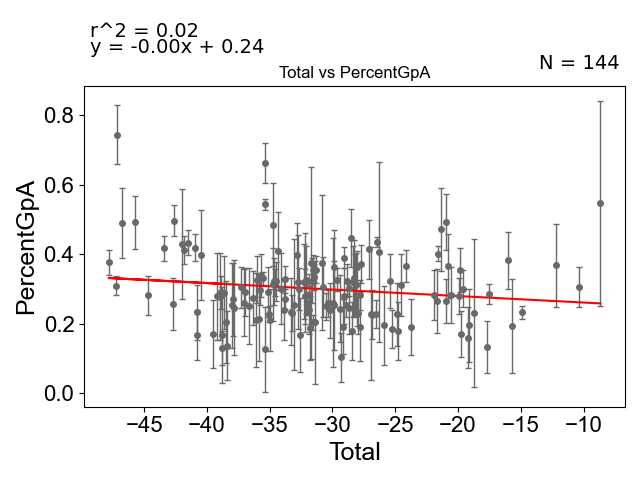 r^2 = 0.02
y = -0.00x + 0.24
N = 144
Total vs PercentGpA
PercentGpA
0.8
0.6
0.4
0.2
0.0
−45 −40 −35 −30 −25 −20 −15 −10
Total